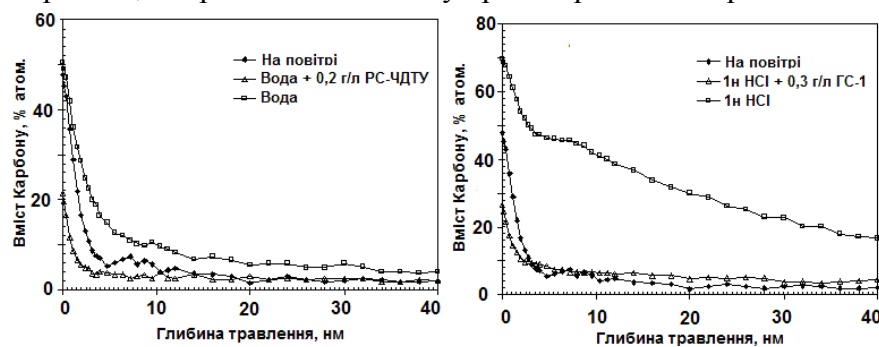 60
40
20
0
Вміст Карбону, % атом.
На повітрі
Вода + 0,2 г/л РС-ЧДТУ
Вода
0 10 20 30 40
Глибина травлення, нм
80
60
40
20
0
Вміст Карбону, % атом.
На повітрі
1н HCl + 0,3 г/л ГС-1
1н HCl
0 10 20 30 40
Глибина травлення, нм